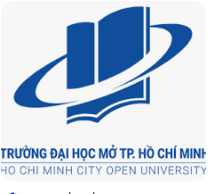 TRƯỜNG ĐẠI HỌC MỞ TP. HỒ CHÍ MINH
HO CHI MINH CITY OPEN UNIVERSITY